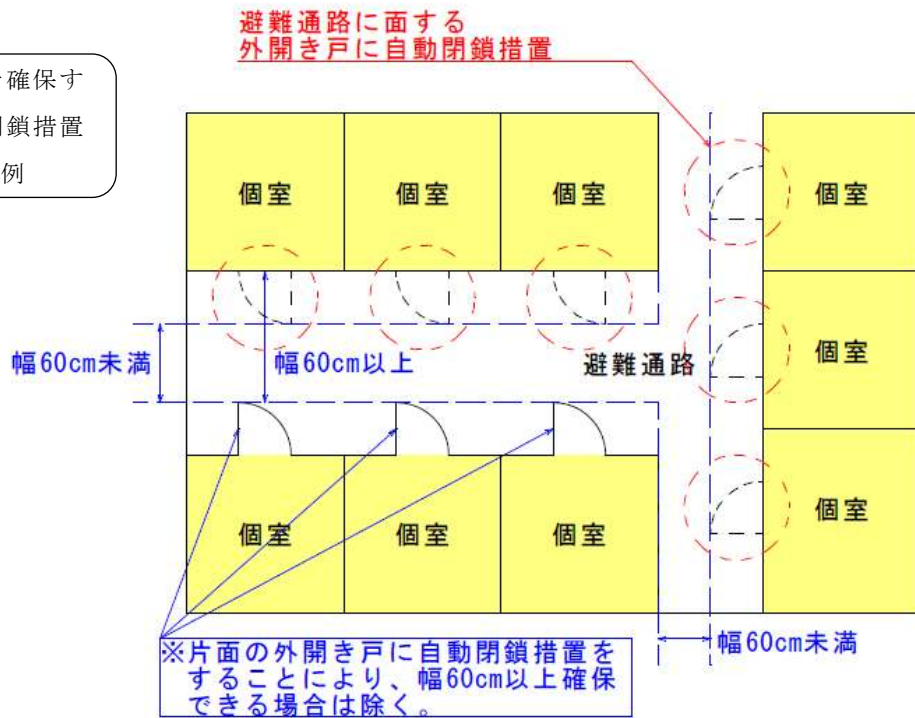 避難通路に面する
外開き戸に自動閉鎖措置
確保す
鎖措置
例
個室
個室
個室
個室
幅60cm未満
幅60cm以上
避難通路
個室
個室
個室
個室
個室
幅60cm未満
※片面の外開き戸に自動閉鎖措置を
することにより、幅60cm以上確保
できる場合は除く。